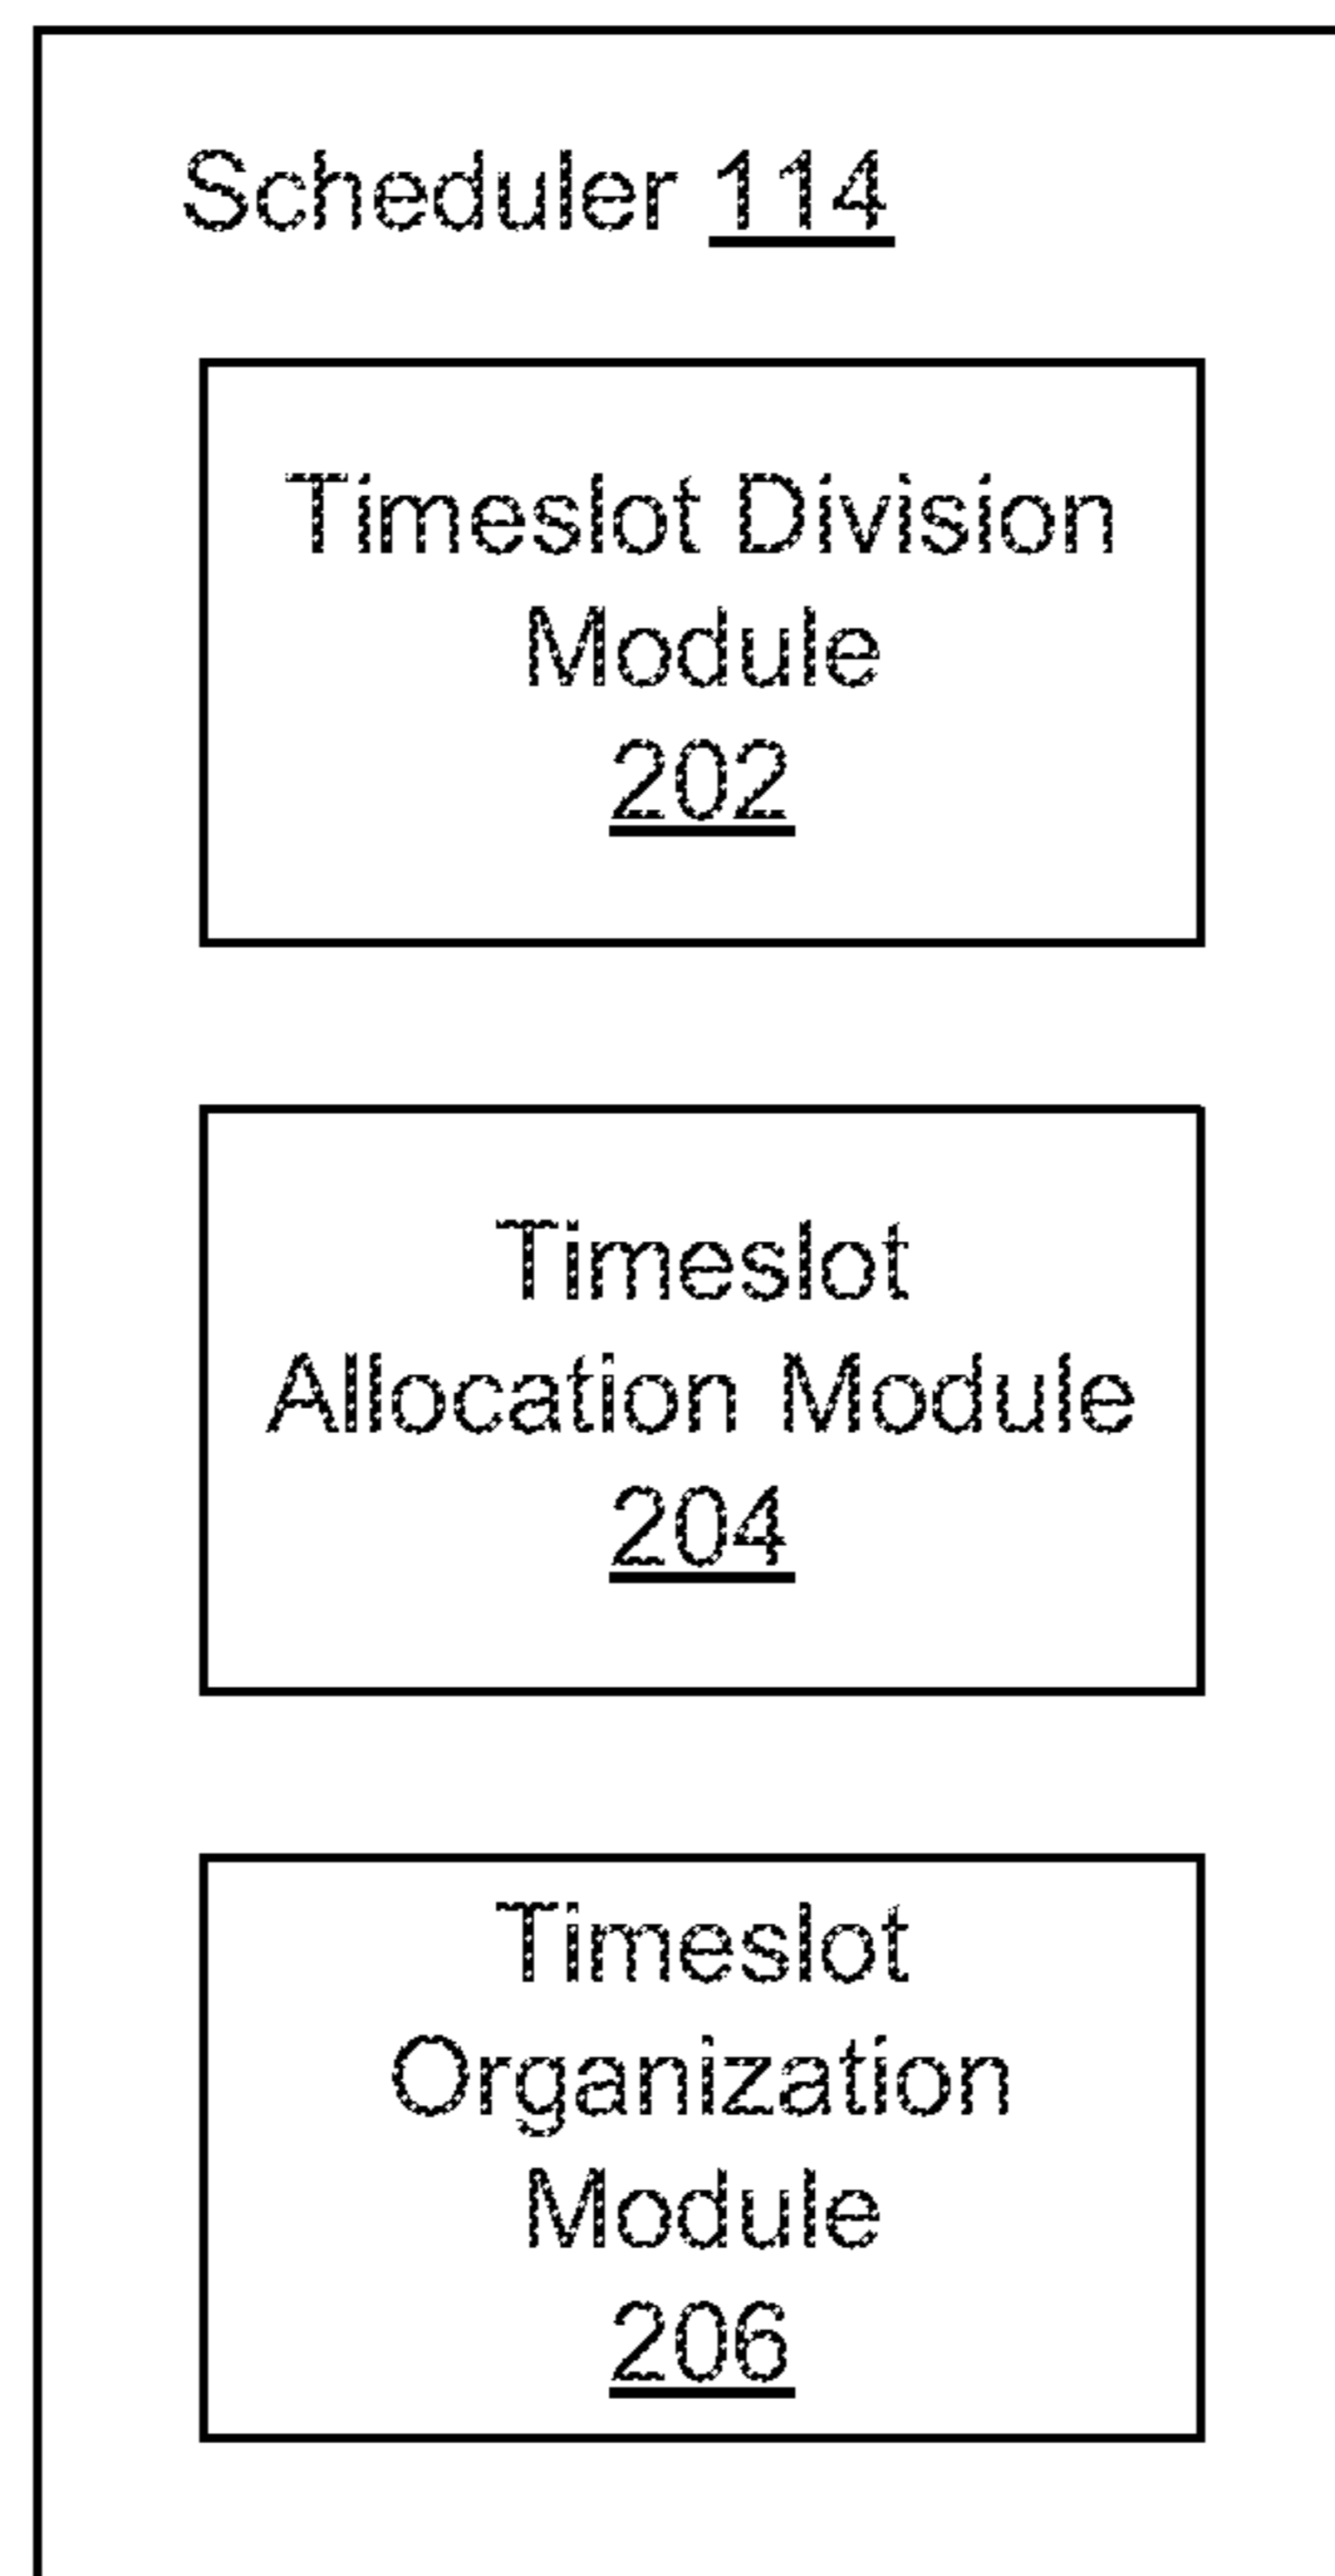 Scheduler 114
Timeslot Division
Module
202
Timeslot
Allocation Module
204
Timeslot
Organization
Module
206